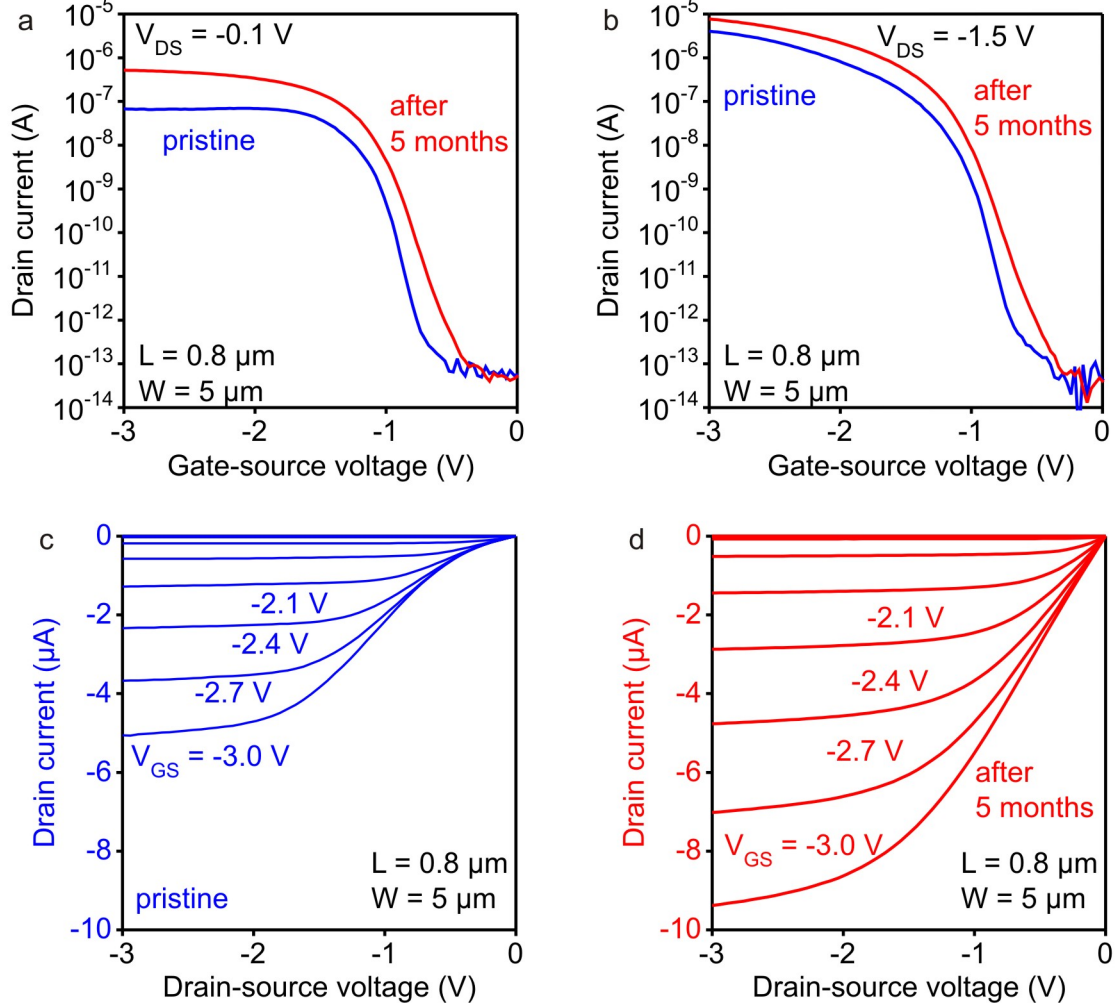 a
V_DS = -0.1 V
10⁻⁵
10⁻⁶
10⁻⁷
10⁻⁸
10⁻⁹
10⁻¹⁰
10⁻¹¹
10⁻¹²
10⁻¹³
10⁻¹⁴
Drain current (A)
after
5 months
pristine
L = 0.8 µm
W = 5 µm
-3 -2 -1 0
Gate-source voltage (V)
b
V_DS = -1.5 V
10⁻⁵
10⁻⁶
10⁻⁷
10⁻⁸
10⁻⁹
10⁻¹⁰
10⁻¹¹
10⁻¹²
10⁻¹³
10⁻¹⁴
Drain current (A)
pristine
after
5 months
L = 0.8 µm
W = 5 µm
-3 -2 -1 0
Gate-source voltage (V)
c
0
-2
-4
-6
-8
-10
Drain current (µA)
-2.1 V
-2.4 V
-2.7 V
V_GS = -3.0 V
L = 0.8 µm
W = 5 µm
pristine
-3 -2 -1 0
Drain-source voltage (V)
d
0
-2
-4
-6
-8
-10
Drain current (µA)
-2.1 V
-2.4 V
-2.7 V
after
5 months
V_GS = -3.0 V
L = 0.8 µm
W = 5 µm
-3 -2 -1 0
Drain-source voltage (V)